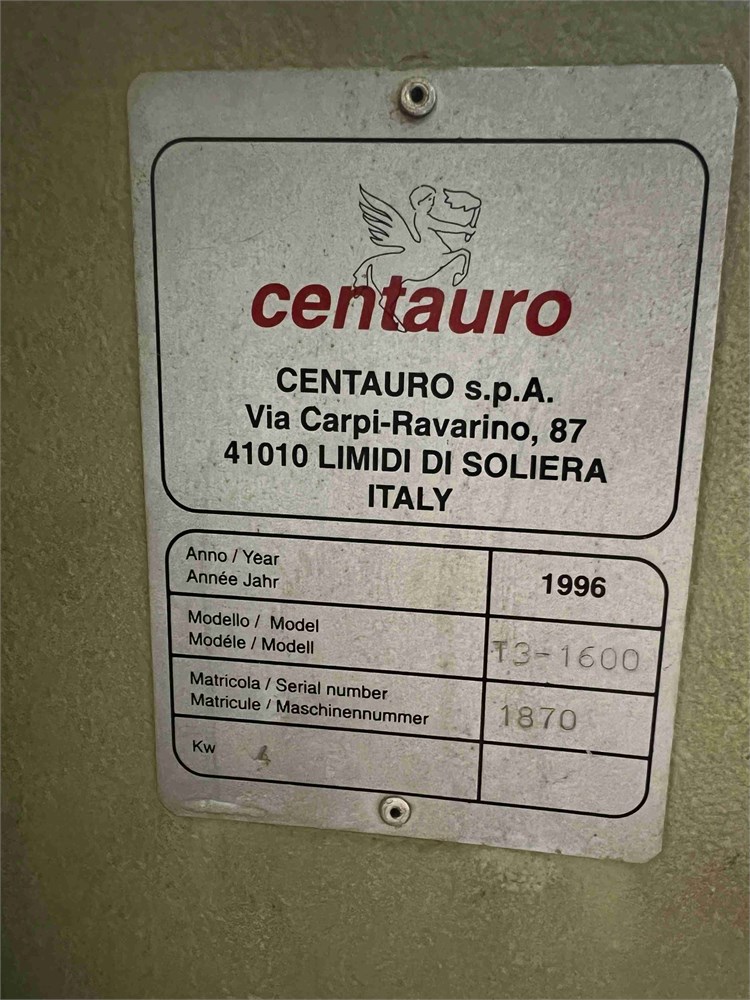 centauro
CENTAURO s.p.A.
Via Carpi-Ravarino, 87
41010 LIMIDI DI SOLIERA
ITALY
Anno / Year
Année Jahr
1996
Modello / Model
Modéle / Modell
T3-1600
Matricola / Serial number
Matricule / Maschinennummer
1870
Kw 4